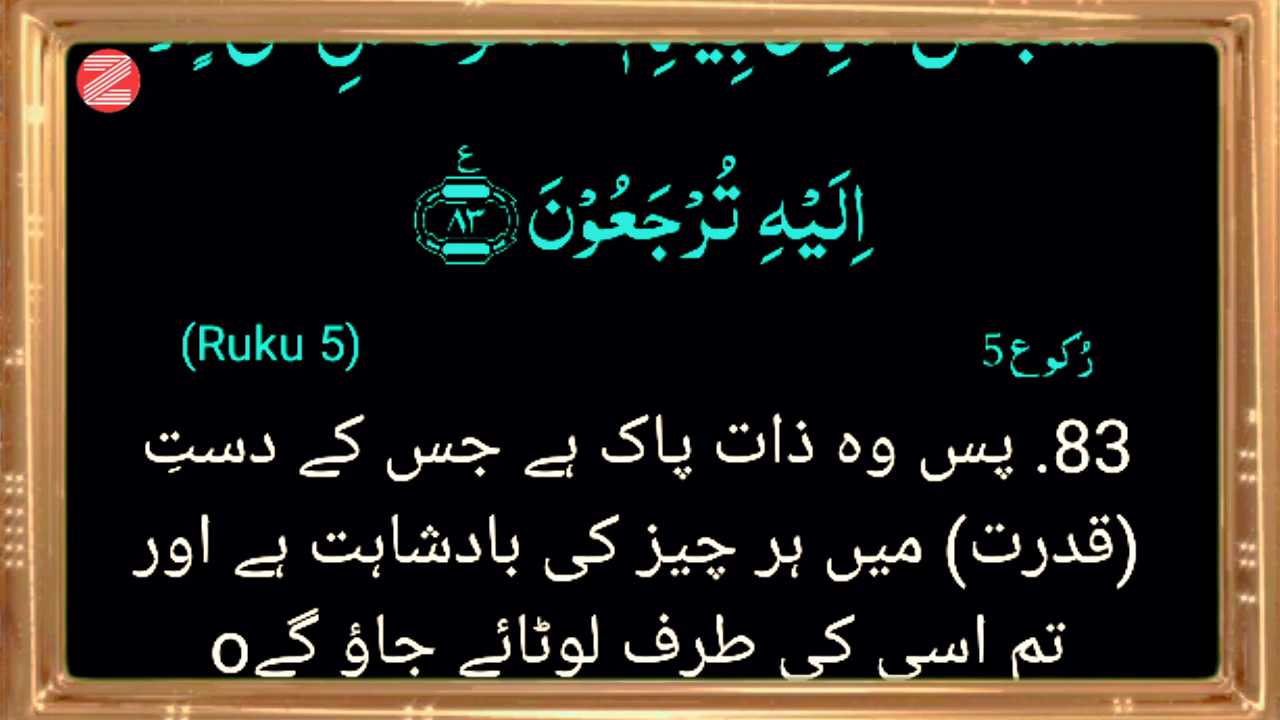 اِلَيْهِ تُرْجَعُوْنَ ۸۳ ع
رُکوع 5
(Ruku 5)
83. پس وہ ذات پاک ہے جس کے دستِ
(قدرت) میں ہر چیز کی بادشاہت ہے اور
تم اسی کی طرف لوٹائے جاؤ گےo